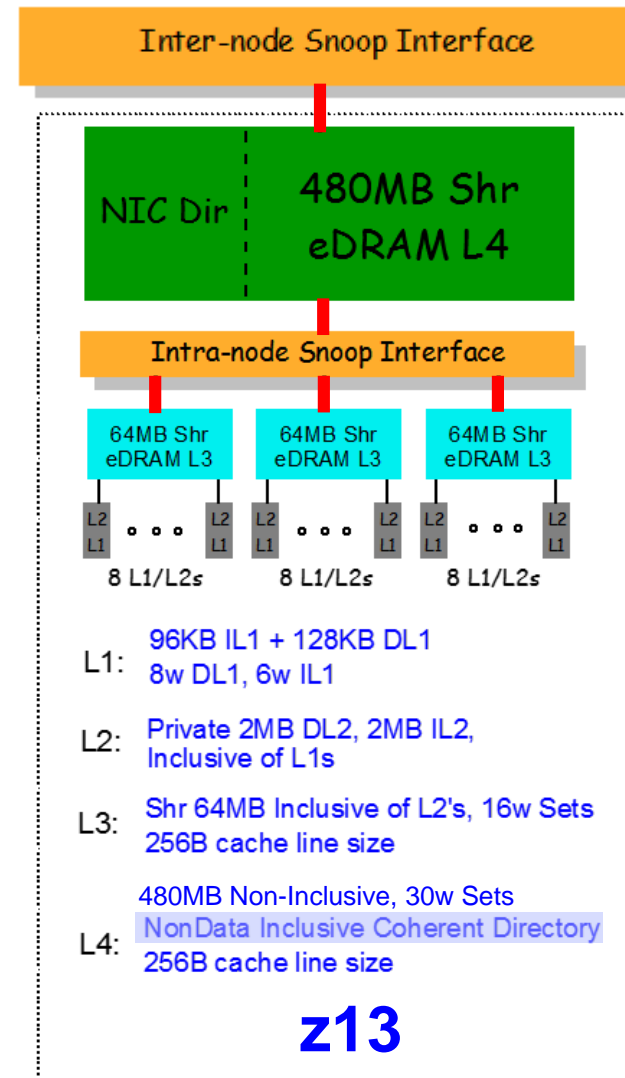 Inter-node Snoop Interface
NIC Dir
480MB Shr
eDRAM L4
Intra-node Snoop Interface
64MB Shr
eDRAM L3
64MB Shr
eDRAM L3
64MB Shr
eDRAM L3
L2 L2 L2 L2 L2 L2
L1 L1 L1 L1 L1 L1
8 L1/L2s 8 L1/L2s 8 L1/L2s
L1:
96KB IL1 + 128KB DL1
8w DL1, 6w IL1
L2:
Private 2MB DL2, 2MB IL2,
Inclusive of L1s
L3:
Shr 64MB Inclusive of L2's, 16w Sets
256B cache line size
L4:
480MB Non-Inclusive, 30w Sets
NonData Inclusive Coherent Directory
256B cache line size
z13